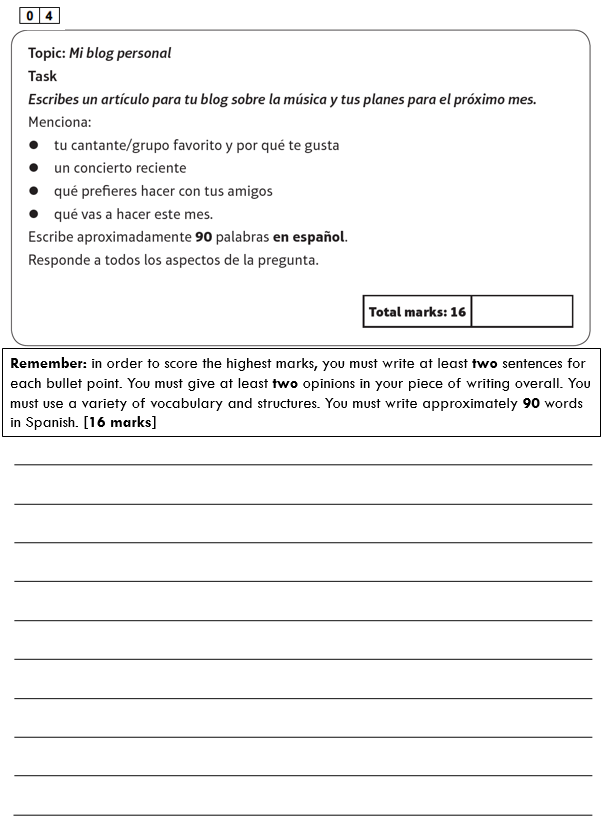 0 4
Topic: Mi blog personal
Task
Escribes un artículo para tu blog sobre la música y tus planes para el próximo mes.
Menciona:
● tu cantante/grupo favorito y por qué te gusta
● un concierto reciente
● qué prefieres hacer con tus amigos
● qué vas a hacer este mes.
Escribe aproximadamente 90 palabras en español.
Responde a todos los aspectos de la pregunta.
Total marks: 16
Remember: in order to score the highest marks, you must write at least two sentences for
each bullet point. You must give at least two opinions in your piece of writing overall. You
must use a variety of vocabulary and structures. You must write approximately 90 words
in Spanish. [16 marks]